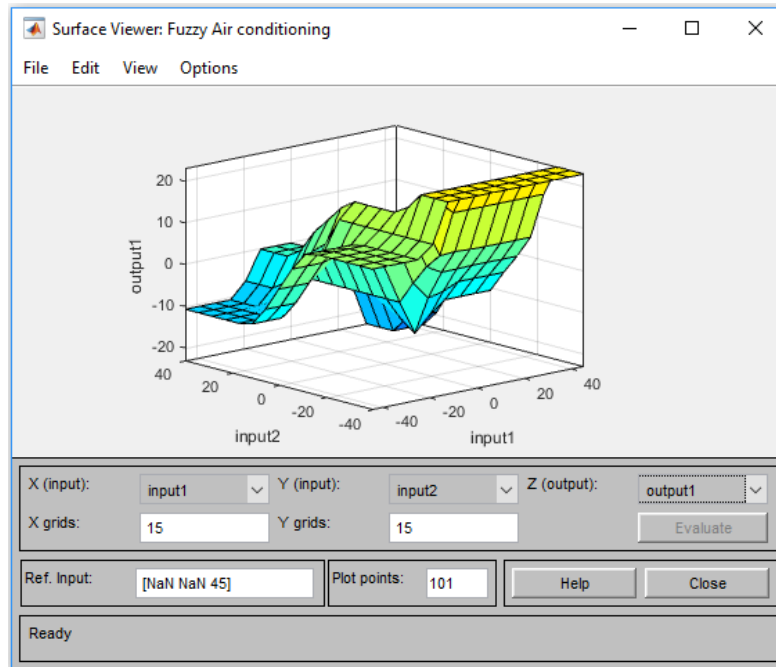 Surface Viewer: Fuzzy Air conditioning
File Edit View Options
20
10
0
-10
-20
output1
40
20
0
-20
-40
input2
-40
-20
0
20
40
input1
X (input): input1 Y (input): input2 Z (output): output1
X grids: 15 Y grids: 15 Evaluate
Ref. Input: [NaN NaN 45] Plot points: 101 Help Close
Ready